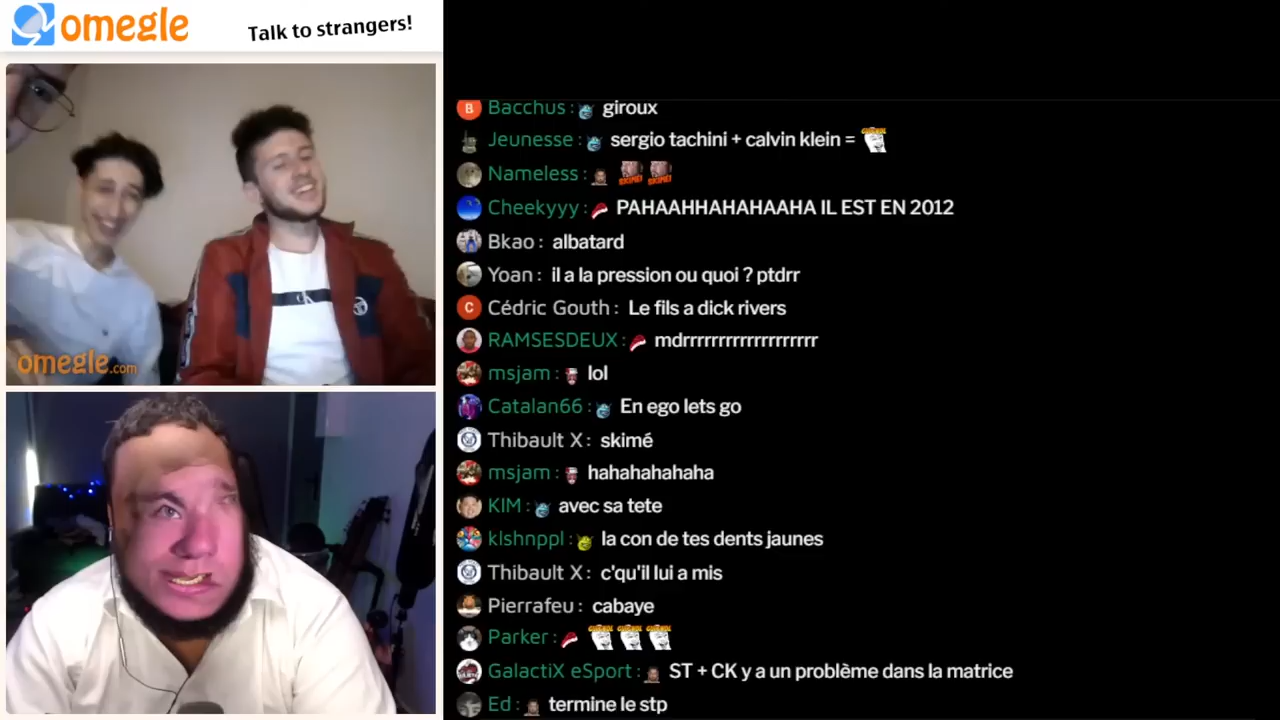 omegle
Talk to strangers!
omegle.com
B
Bacchus : giroux
Jeunesse : sergio tachini + calvin klein =
Nameless :
Cheekyyy : PAHAAHHAHAHAAHA IL EST EN 2012
Bkao : albatard
Yoan : il a la pression ou quoi ? ptdrr
C
Cédric Gouth : Le fils a dick rivers
RAMSESDEUX : mdrrrrrrrrrrrrrrrrrrr
msjam : lol
Catalan66 : En ego lets go
Thibault X : skimé
msjam : hahahahahaha
KIM : avec sa tete
klshnppl : la con de tes dents jaunes
Thibault X : c'qu'il lui a mis
Pierrafeu : cabaye
Parker :
GalactiX eSport : ST + CK y a un problème dans la matrice
Ed : termine le stp